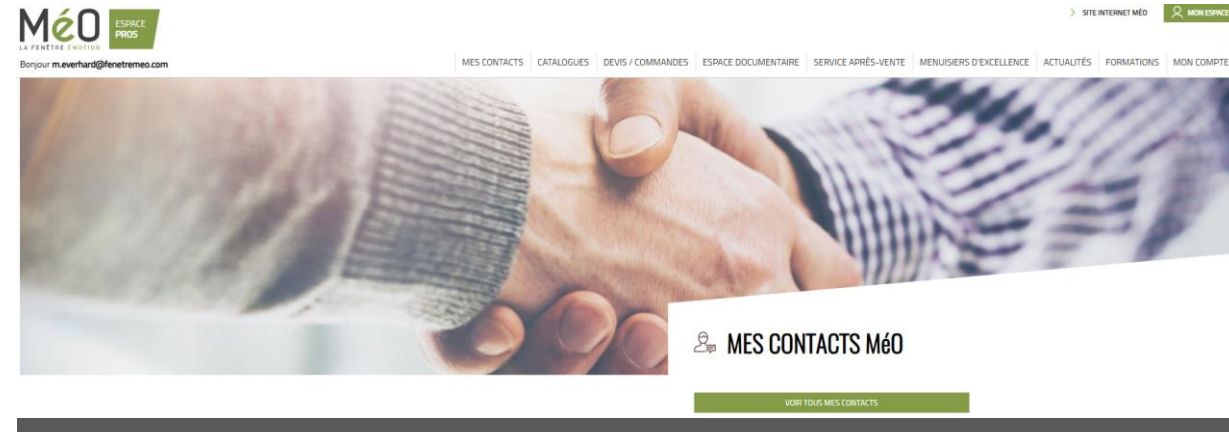 SITE INTERNET MÉO
MON ESPACE
MéO
ESPACE
PROS
LA FENÊTRE ÉMOTION
Bonjour m.everhard@fenetremeo.com
MES CONTACTS CATALOGUES DEVIS / COMMANDES ESPACE DOCUMENTAIRE SERVICE APRÈS-VENTE MENUISIERS D'EXCELLENCE ACTUALITÉS FORMATIONS MON COMPTE
MES CONTACTS MéO
VOIR TOUS MES CONTACTS